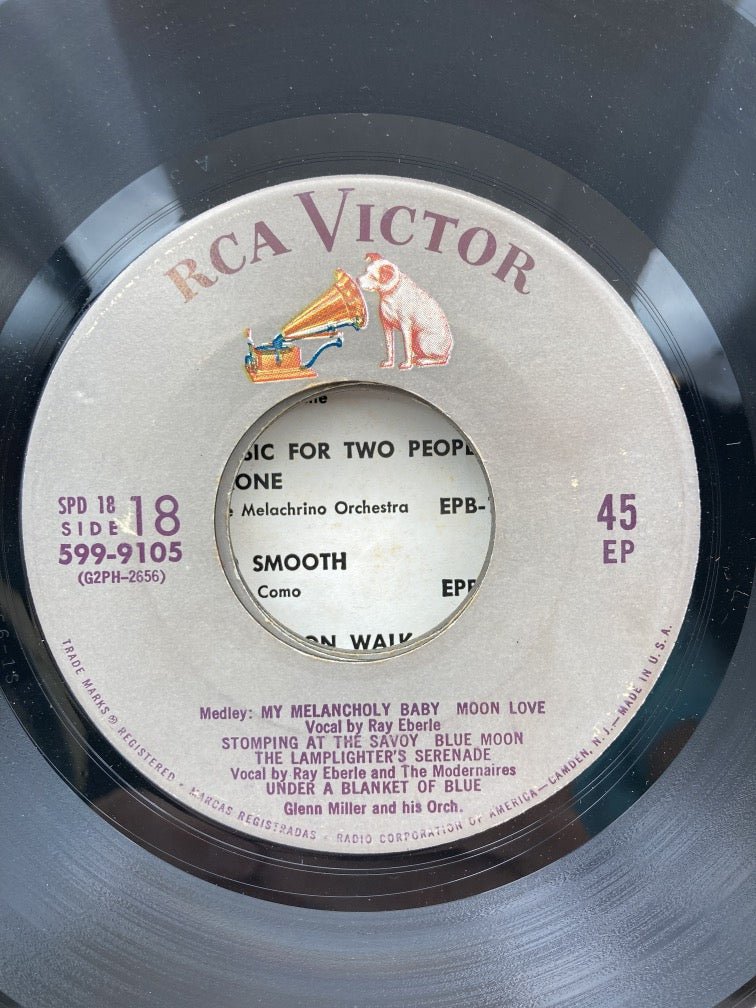 RCA VICTOR
SIC FOR TWO PEOPL
ONE
Melachrino Orchestra EPB-
SMOOTH
Como EPB
ON WALK
SPD 18
SIDE 18
599-9105
(G2PH-2656)
45
EP
Medley: MY MELANCHOLY BABY MOON LOVE
Vocal by Ray Eberle
STOMPING AT THE SAVOY BLUE MOON
THE LAMPLIGHTER'S SERENADE
Vocal by Ray Eberle and The Modernaires
UNDER A BLANKET OF BLUE
Glenn Miller and his Orch.
TRADE MARKS ® REGISTERED · MARCAS REGISTRADAS · RADIO CORPORATION OF AMERICA—CAMDEN, N. J.—MADE IN U. S. A.